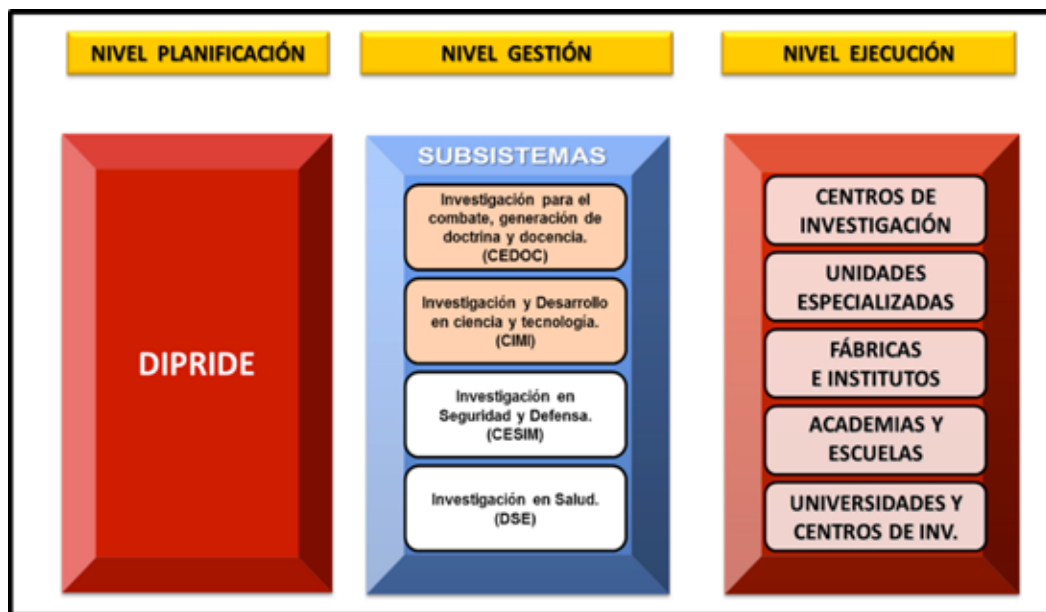 NIVEL PLANIFICACIÓN
NIVEL GESTIÓN
NIVEL EJECUCIÓN
DIPRIDE
SUBSISTEMAS
Investigación para el
combate, generación de
doctrina y docencia.
(CEDOC)
Investigación y Desarrollo
en ciencia y tecnología.
(CIMI)
Investigación en
Seguridad y Defensa.
(CESIM)
Investigación en Salud.
(DSE)
CENTROS DE
INVESTIGACIÓN
UNIDADES
ESPECIALIZADAS
FÁBRICAS
E INSTITUTOS
ACADEMIAS Y
ESCUELAS
UNIVERSIDADES Y
CENTROS DE INV.